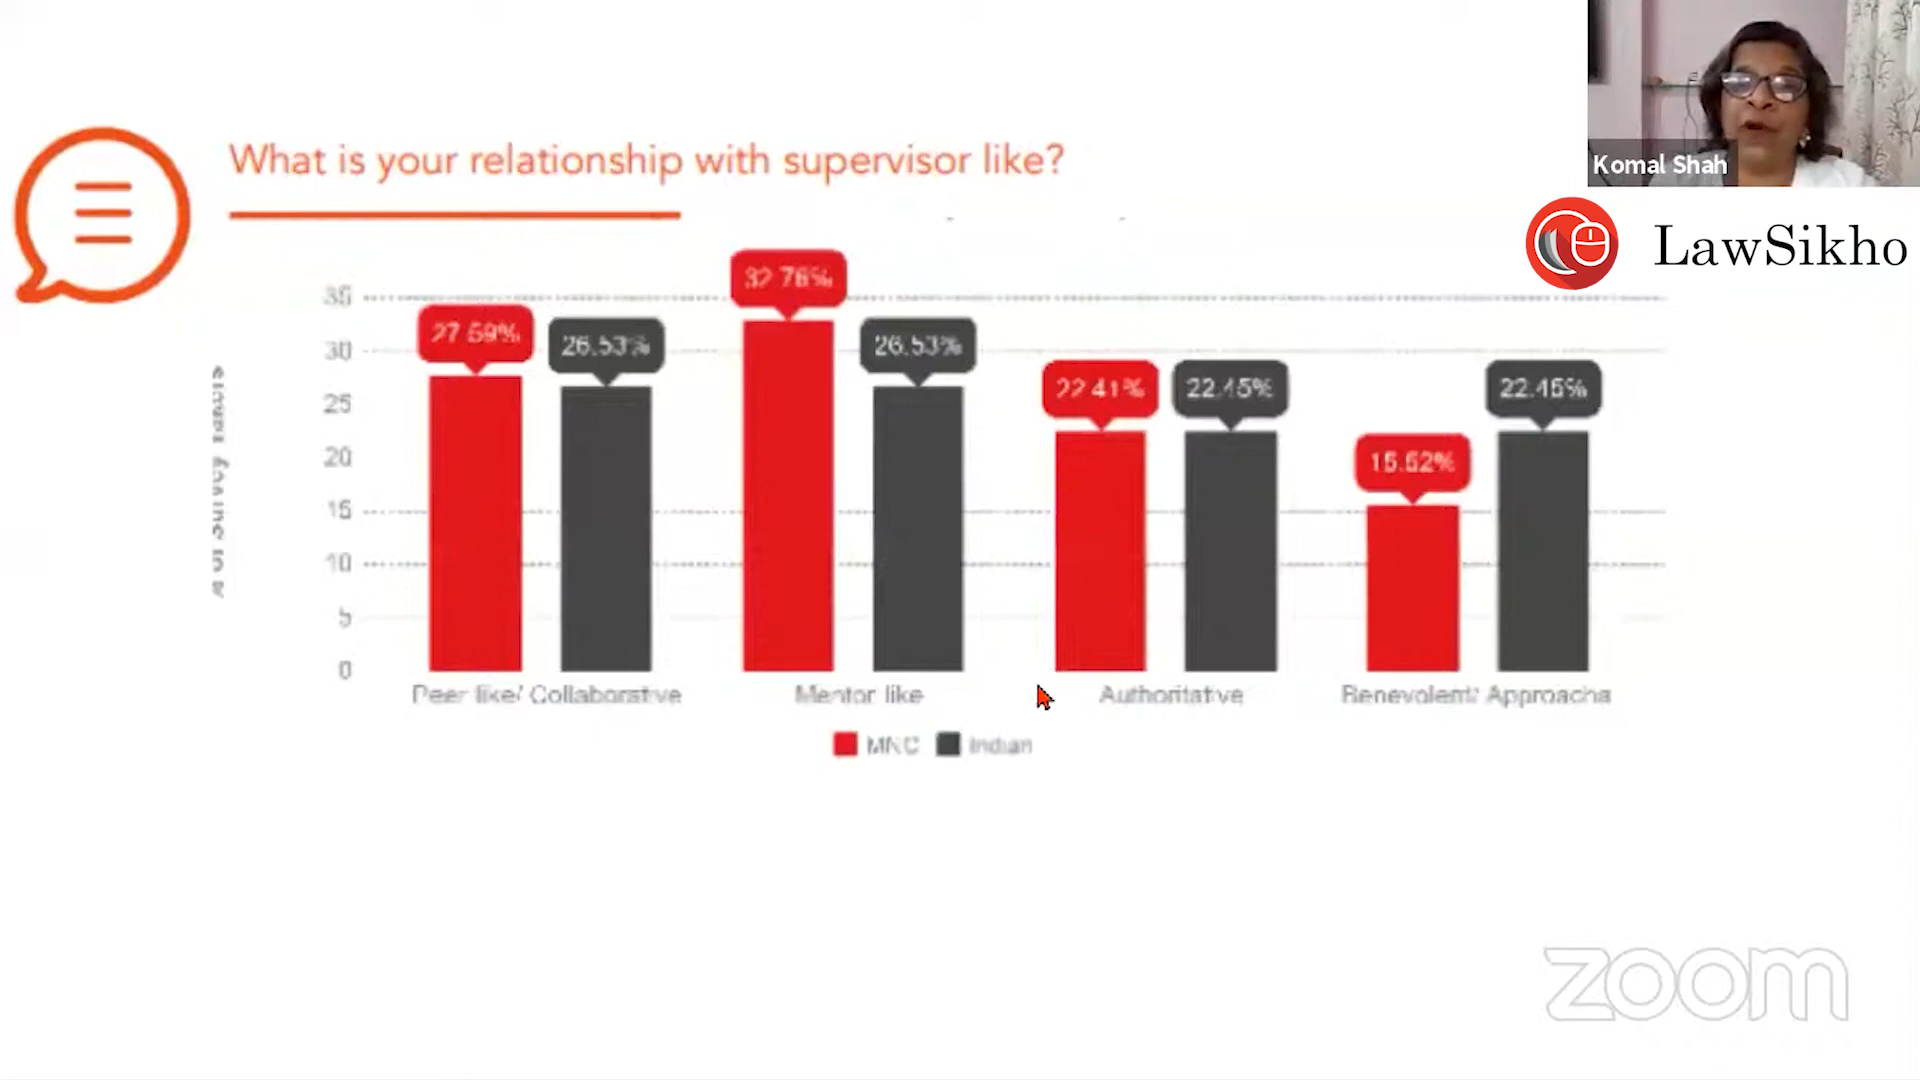 Komal Shah
What is your relationship with supervisor like?
LawSikho
35
30
25
20
15
10
5
0
27.59%
26.53%
32.76%
26.53%
22.41%
22.45%
15.52%
22.45%
Peer like/ Collaborative
Mentor like
Authoritative
Benevolent/ Approacha
MNC
Indian
zoom